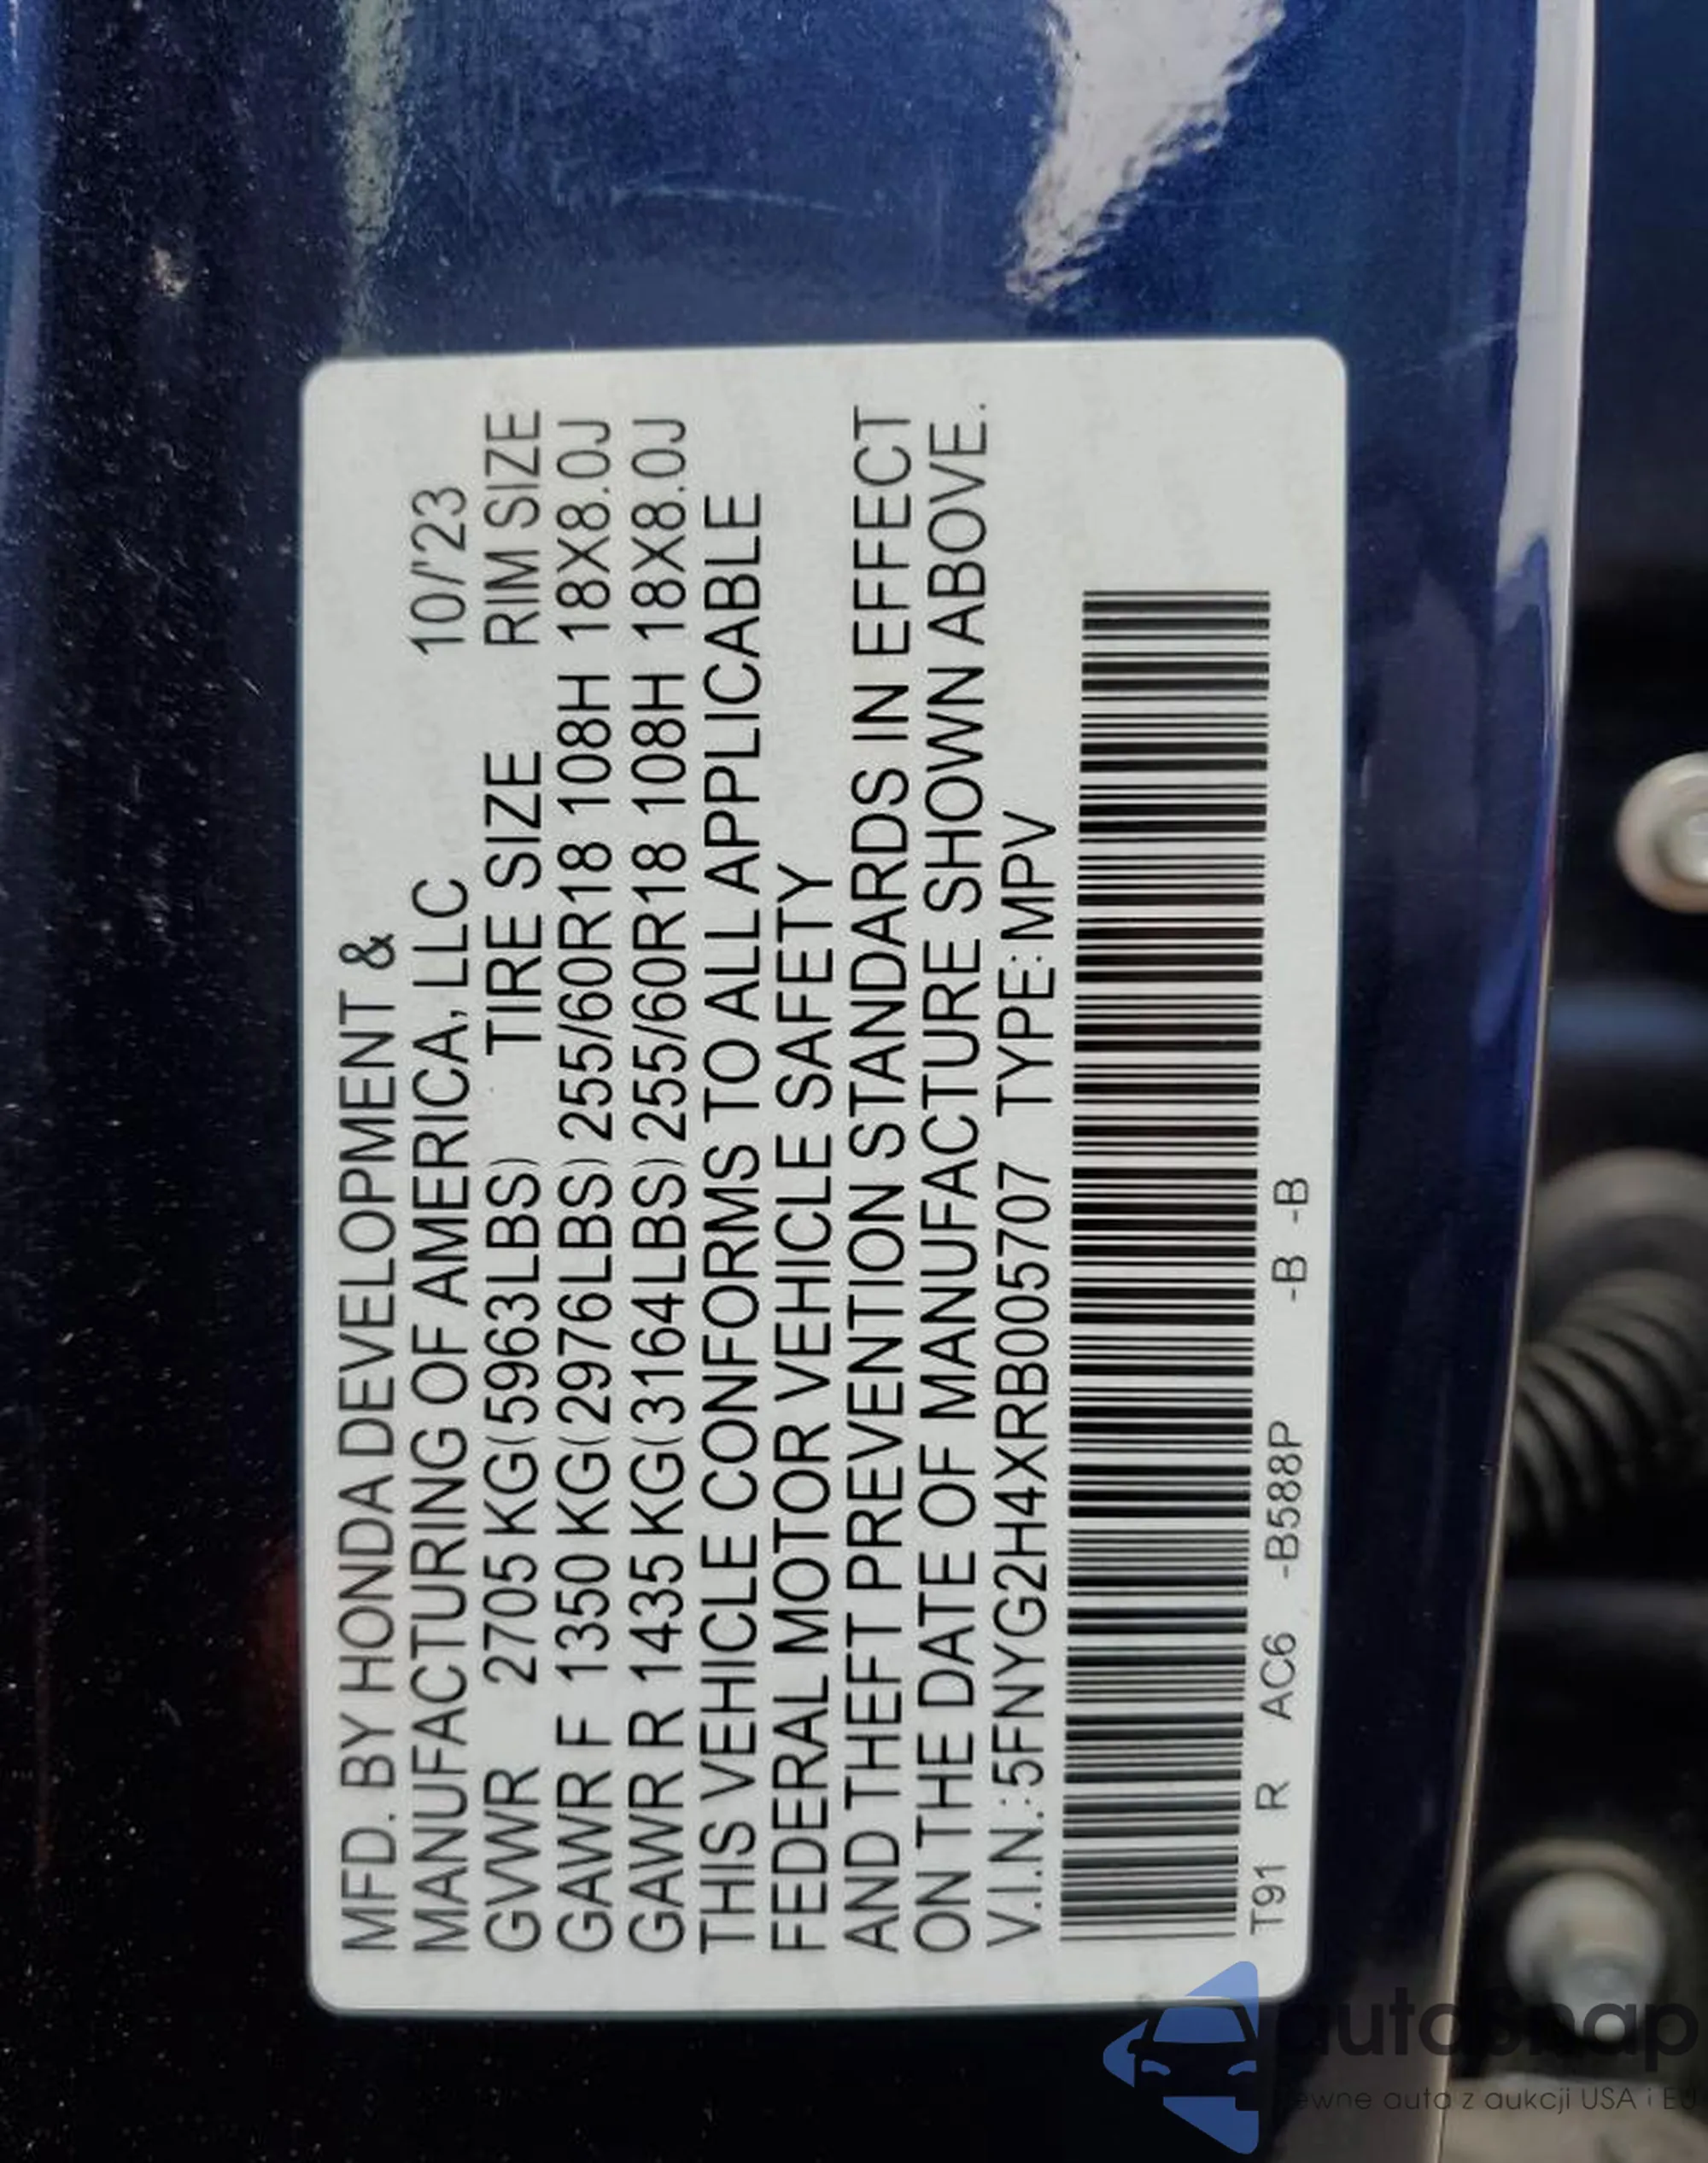 MFD. BY HONDA DEVELOPMENT &
MANUFACTURING OF AMERICA, LLC 10/'23
GVWR 2705 KG(5963LBS) TIRE SIZE RIM SIZE
GAWR F 1350 KG(2976LBS) 255/60R18 108H 18X8.0J
GAWR R 1435 KG(3164LBS) 255/60R18 108H 18X8.0J
THIS VEHICLE CONFORMS TO ALL APPLICABLE
FEDERAL MOTOR VEHICLE SAFETY
AND THEFT PREVENTION STANDARDS IN EFFECT
ON THE DATE OF MANUFACTURE SHOWN ABOVE.
V.I.N.:5FNYG2H4XRB005707 TYPE:MPV
T91 R AC6 -B588P -B -B
autosnap
ewne auto z aukcji USA i EU